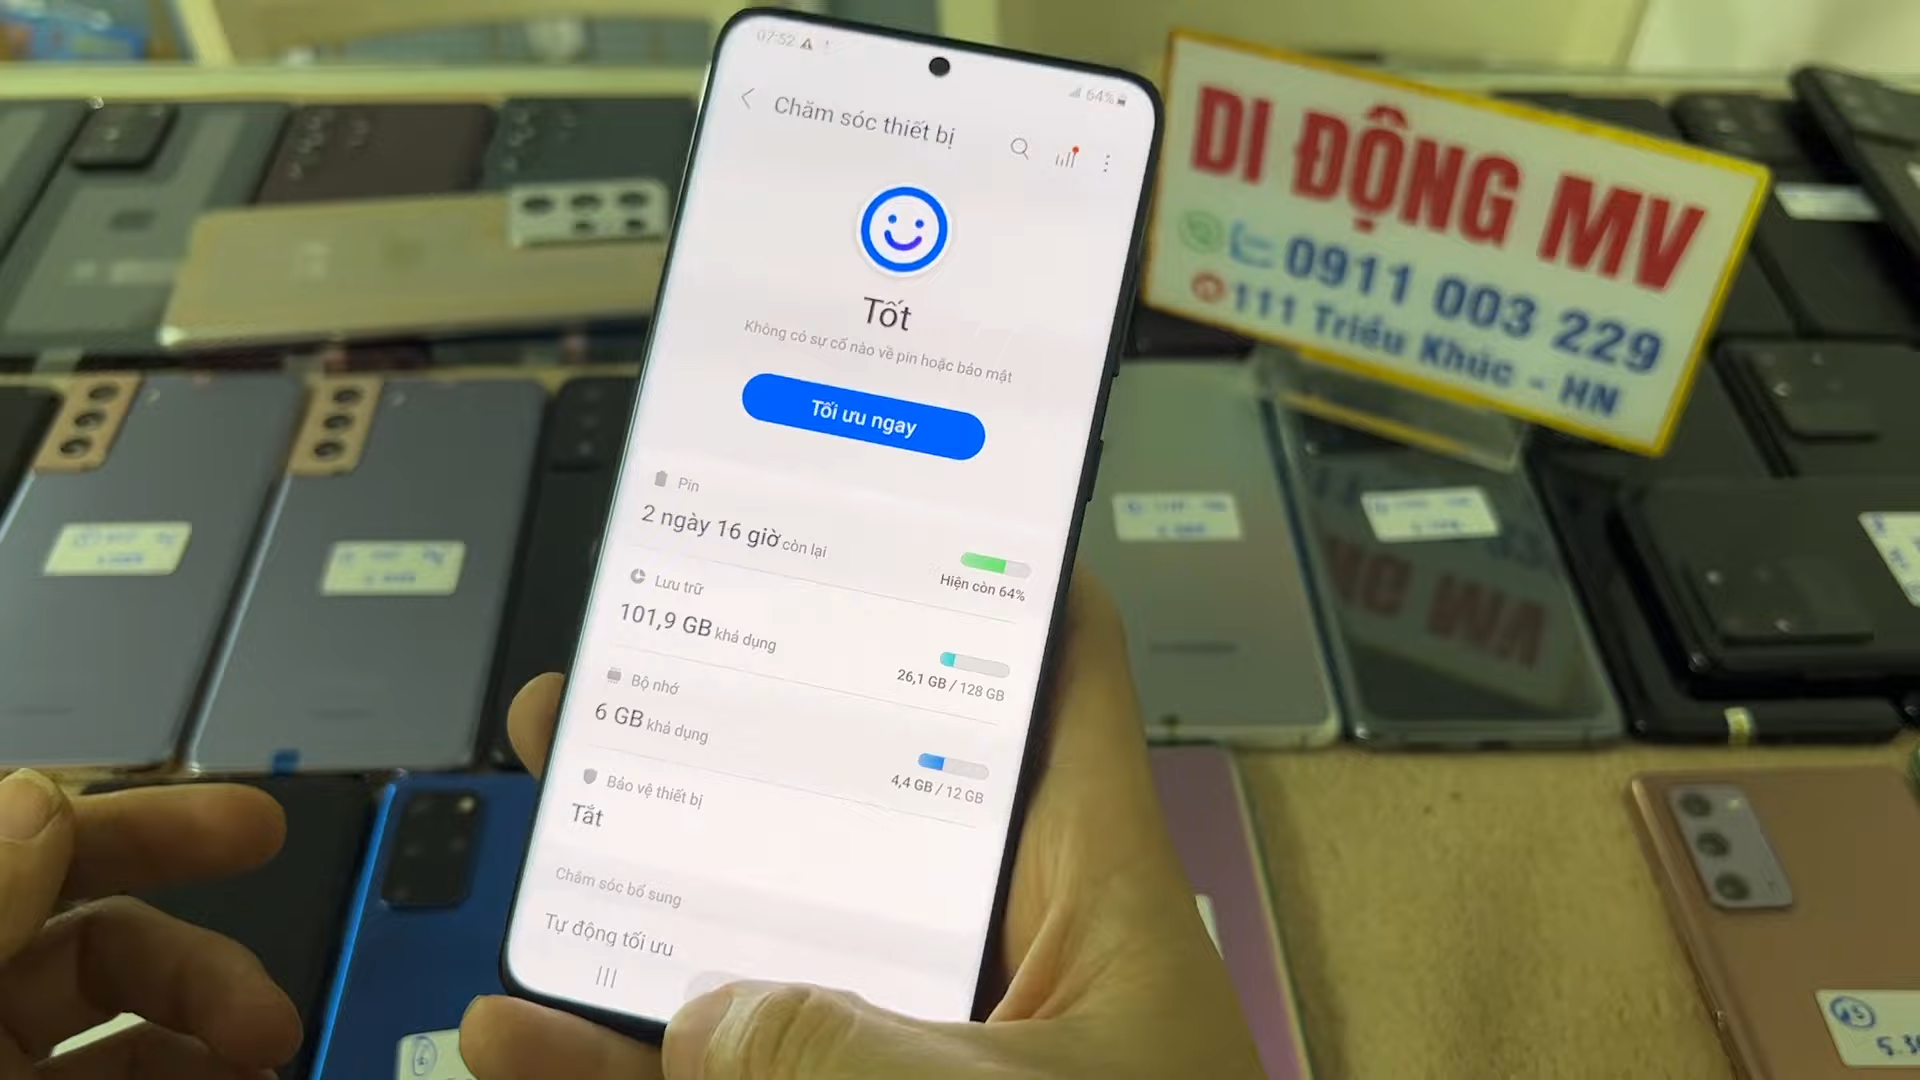 07:52
64%
Chăm sóc thiết bị
Tốt
Không có sự cố nào về pin hoặc bảo mật
Tối ưu ngay
Pin
2 ngày 16 giờ còn lại
Hiện còn 64%
Lưu trữ
101,9 GB khả dụng
26,1 GB / 128 GB
Bộ nhớ
6 GB khả dụng
4,4 GB / 12 GB
Bảo vệ thiết bị
Tắt
Chăm sóc bổ sung
Tự động tối ưu
DI ĐỘNG MV
0911 003 229
111 Triều Khúc - HN